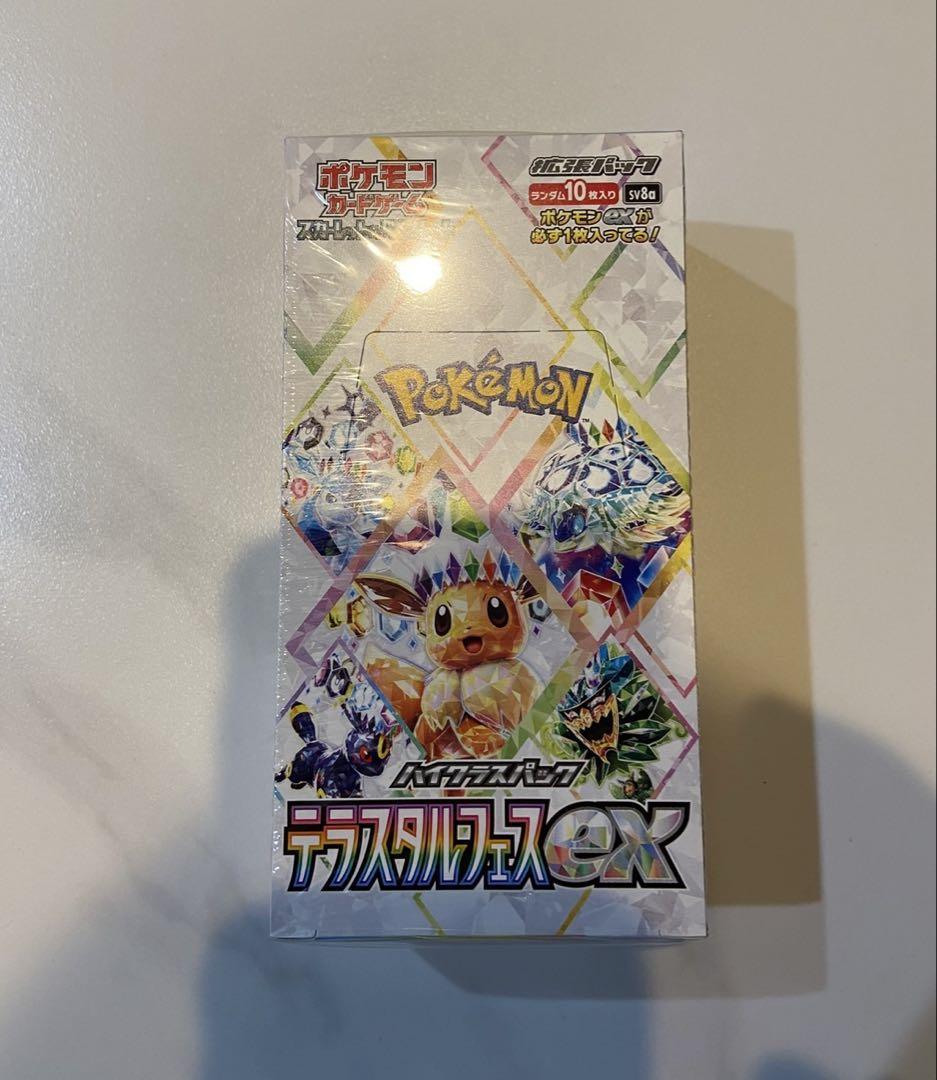 ポケモン
カードゲーム
拡張パック
ランダム10枚入り SV8a
ポケモンexが
必ず1枚入ってる!
POKéMON
TM
ハイクラスパック
テラスタルフェスex